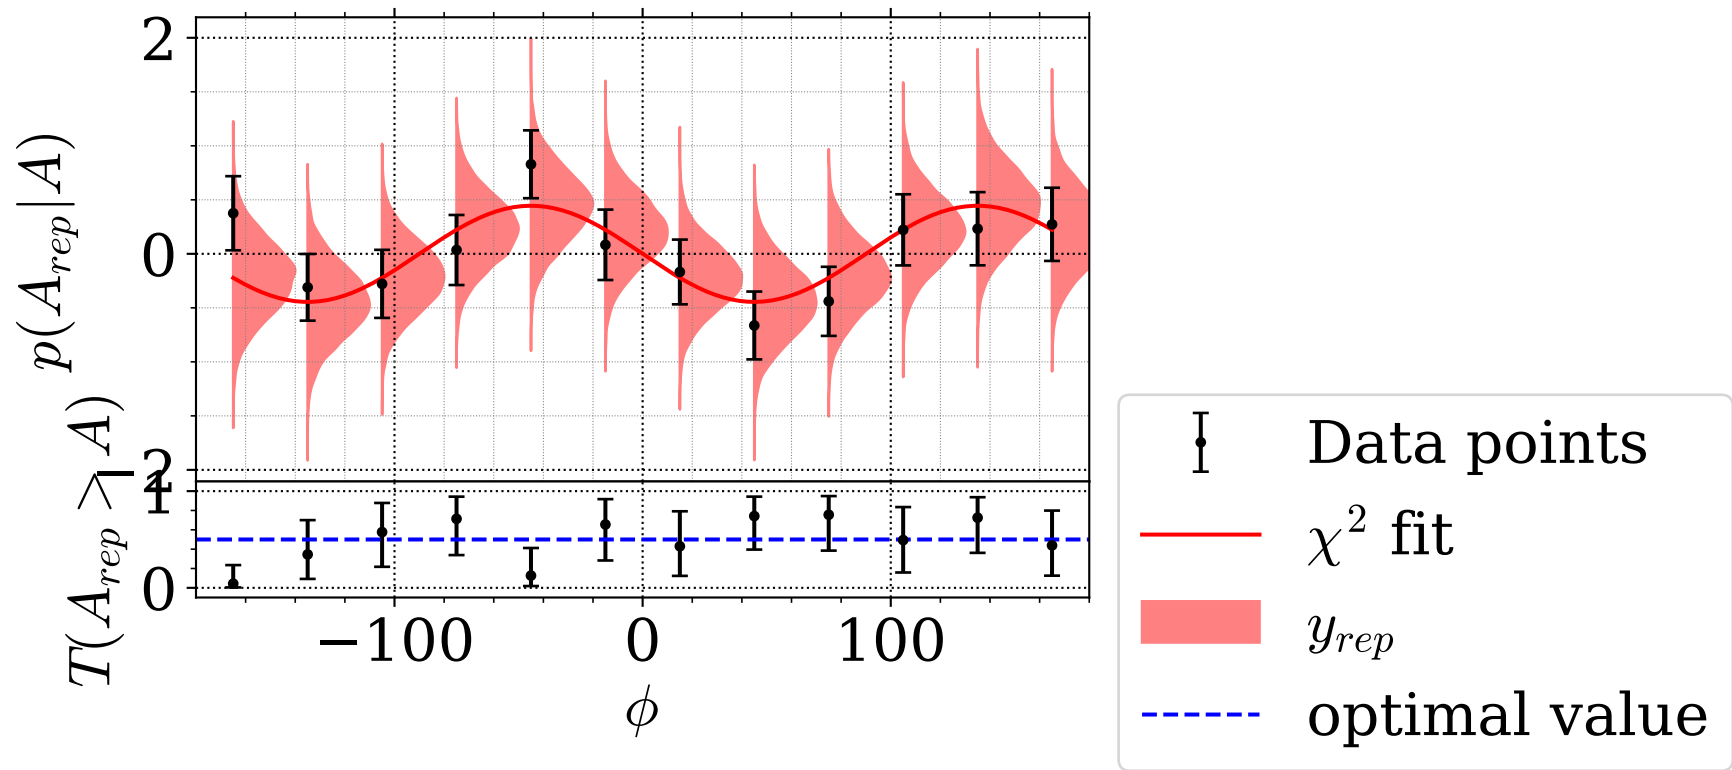 p(A_rep|A)
2
0
−2
T(A_rep > A)
1
0
−100 0 100
ϕ
Data points
χ² fit
y_rep
optimal value